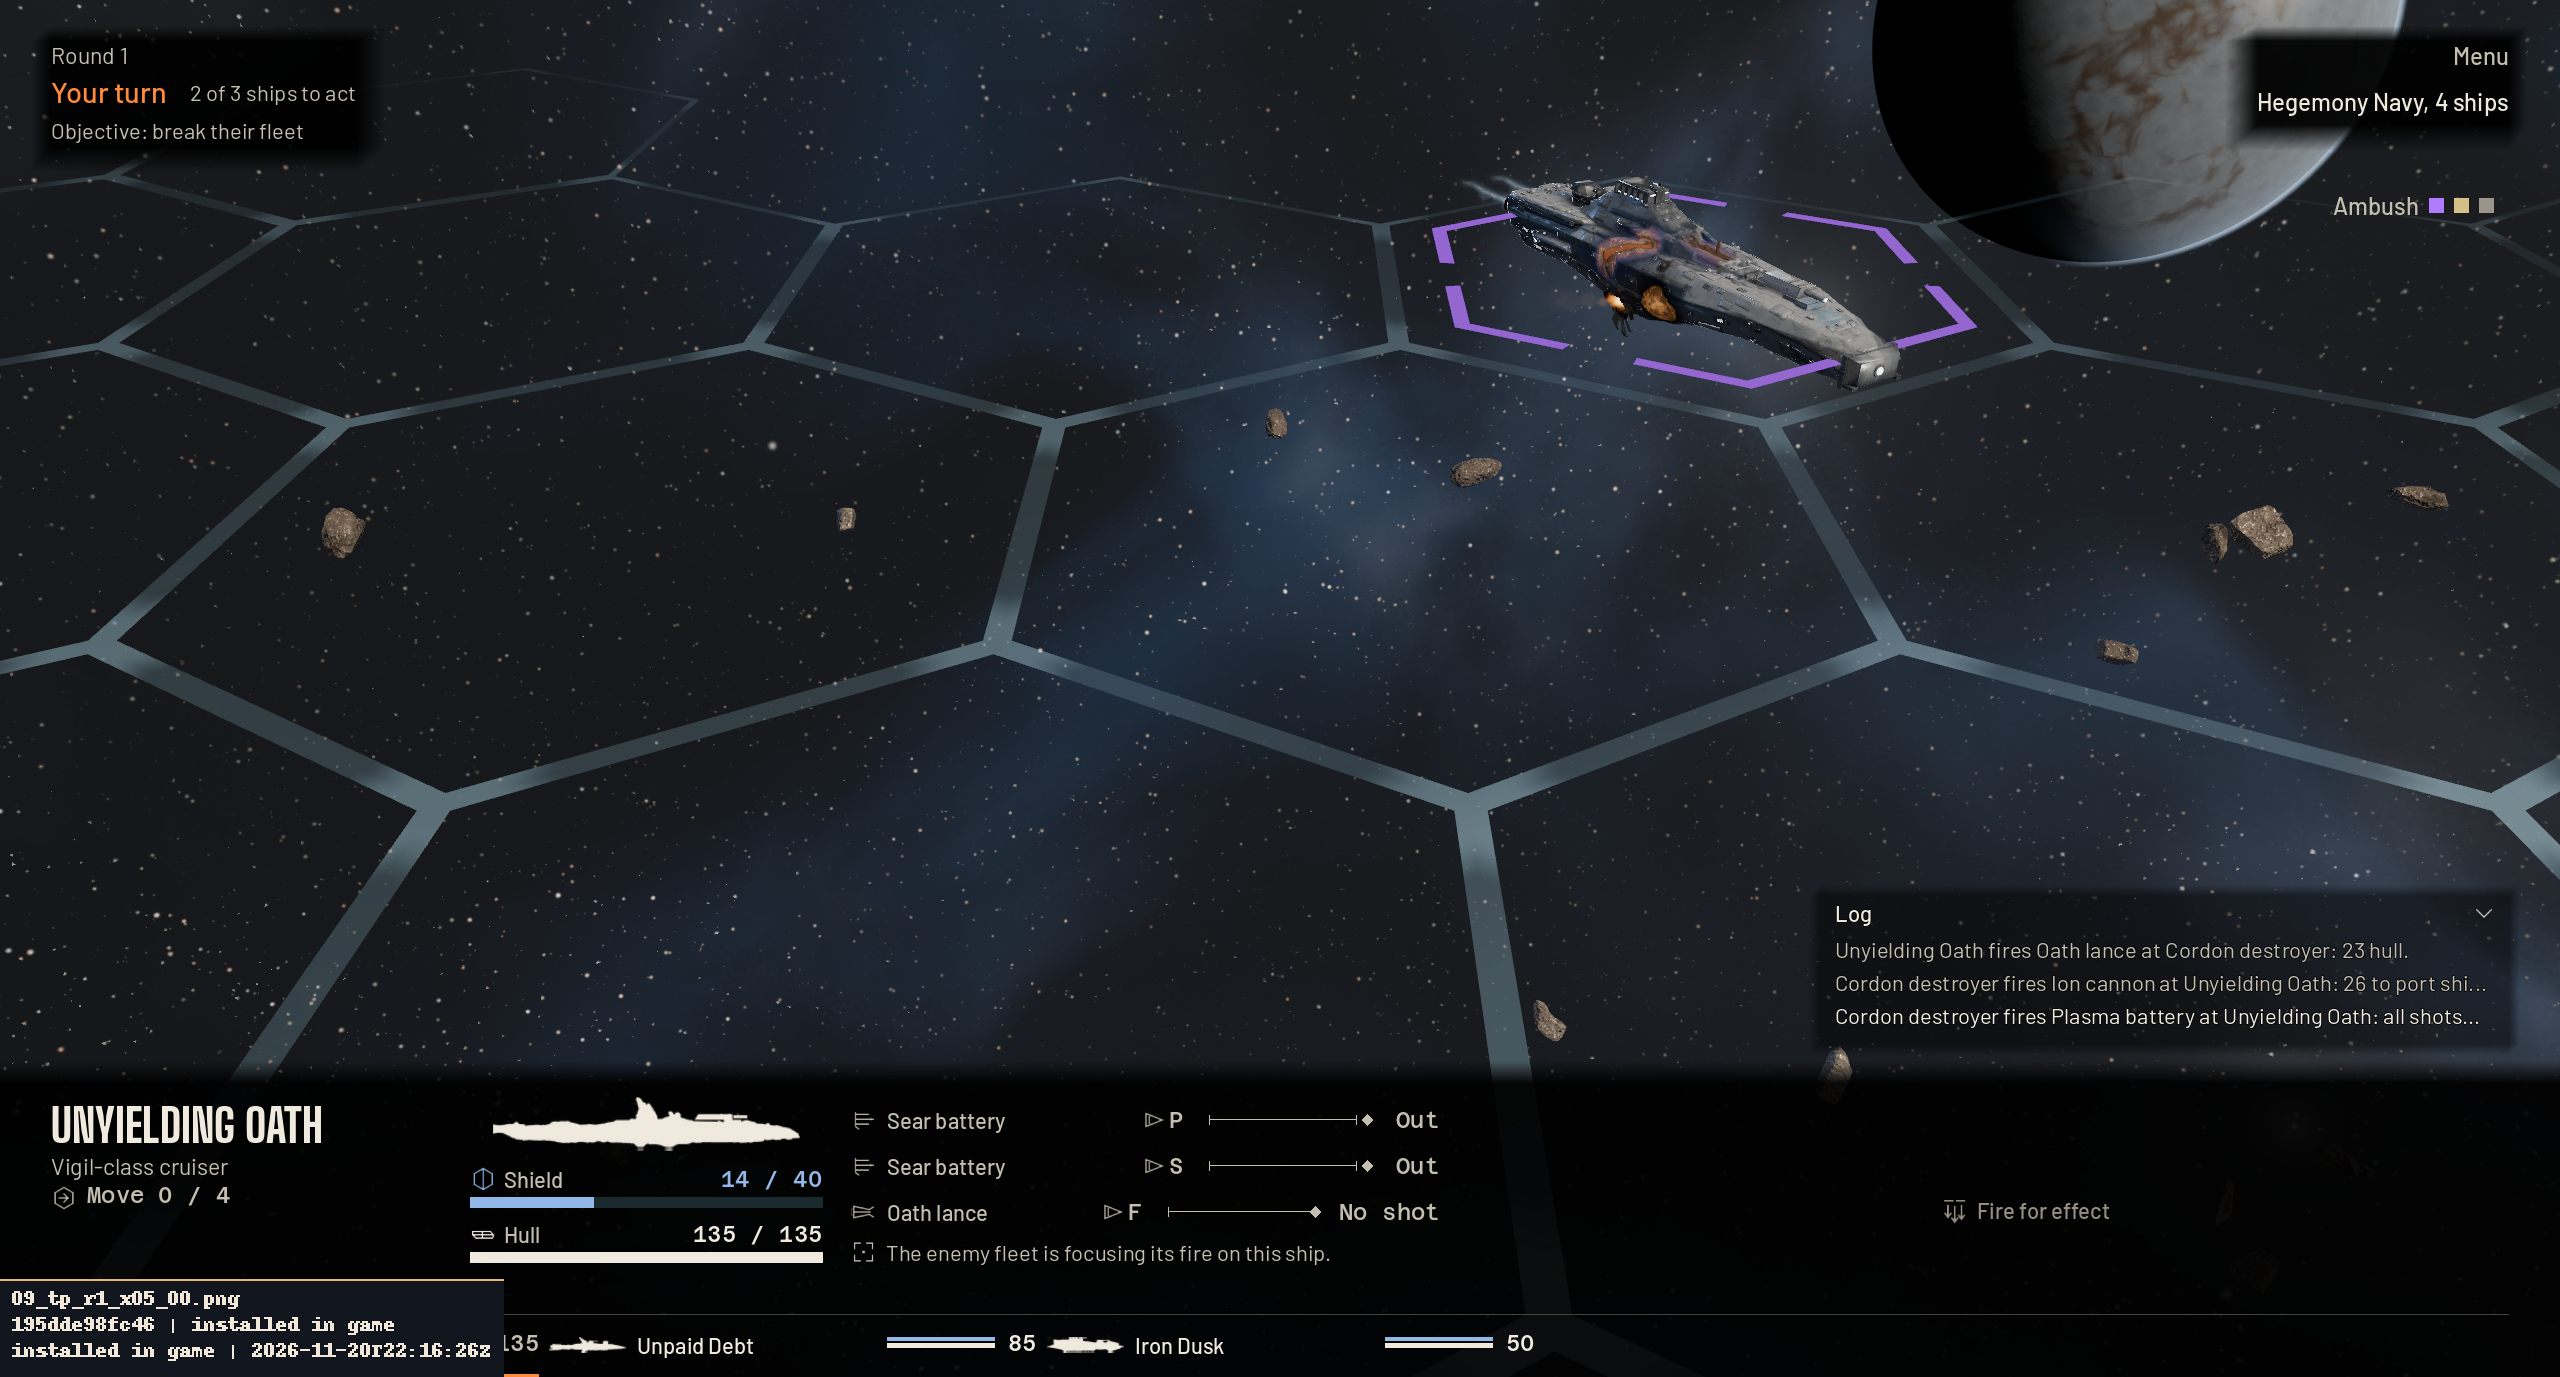 Round 1
Your turn 2 of 3 ships to act
Objective: break their fleet
Menu
Hegemony Navy, 4 ships
Ambush
Log
Unyielding Oath fires Oath lance at Cordon destroyer: 23 hull.
Cordon destroyer fires Ion cannon at Unyielding Oath: 26 to port shi...
Cordon destroyer fires Plasma battery at Unyielding Oath: all shots...
UNYIELDING OATH
Vigil-class cruiser
Move 0 / 4
Shield 14 / 40
Hull 135 / 135
Sear battery P Out
Sear battery S Out
Oath lance F No shot
The enemy fleet is focusing its fire on this ship.
Fire for effect
09_tp_r1_x05_00.png
195dde98fc46 | installed in game
installed in game | 2026-11-20T22:16:26Z
135 Unpaid Debt 85 Iron Dusk 50